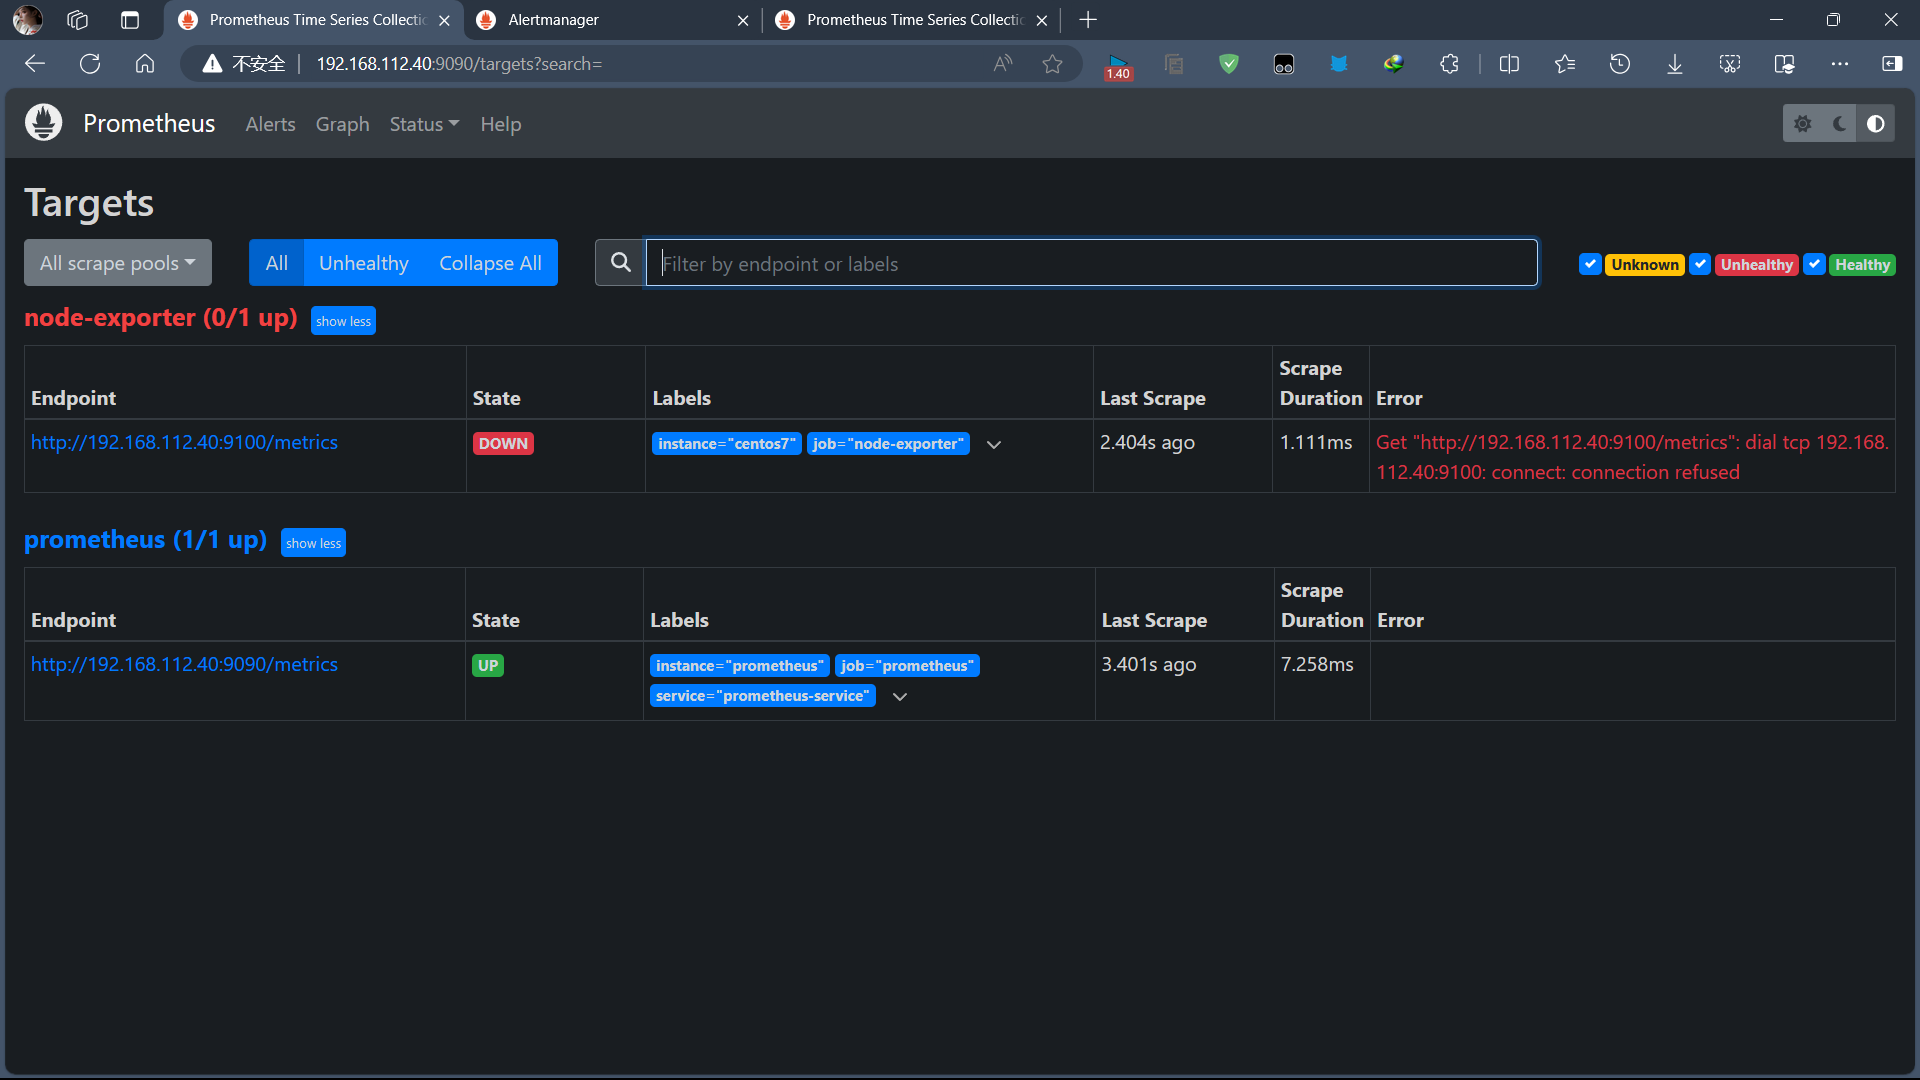 Prometheus Time Series Collectic
Alertmanager
Prometheus Time Series Collectic
不安全
192.168.112.40:9090/targets?search=
1.40
Prometheus
Alerts
Graph
Status
Help
Targets
All scrape pools
All
Unhealthy
Collapse All
Filter by endpoint or labels
Unknown
Unhealthy
Healthy
node-exporter (0/1 up)
show less
Endpoint
State
Labels
Last Scrape
Scrape
Duration
Error
http://192.168.112.40:9100/metrics
DOWN
instance="centos7"
job="node-exporter"
2.404s ago
1.111ms
Get "http://192.168.112.40:9100/metrics": dial tcp 192.168.
112.40:9100: connect: connection refused
prometheus (1/1 up)
show less
Endpoint
State
Labels
Last Scrape
Scrape
Duration
Error
http://192.168.112.40:9090/metrics
UP
instance="prometheus"
job="prometheus"
service="prometheus-service"
3.401s ago
7.258ms